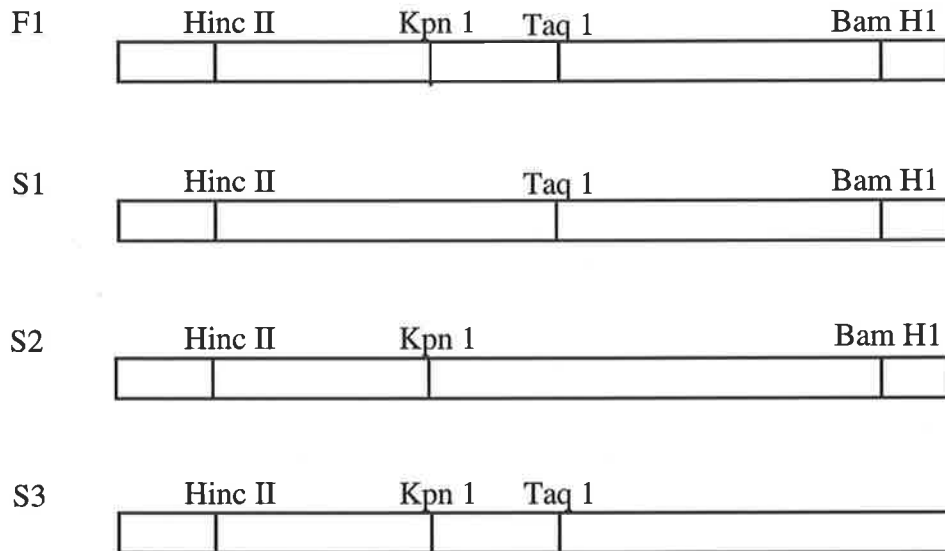 F1 Hinc II Kpn 1 Taq 1 Bam H1
S1 Hinc II Taq 1 Bam H1
S2 Hinc II Kpn 1 Bam H1
S3 Hinc II Kpn 1 Taq 1